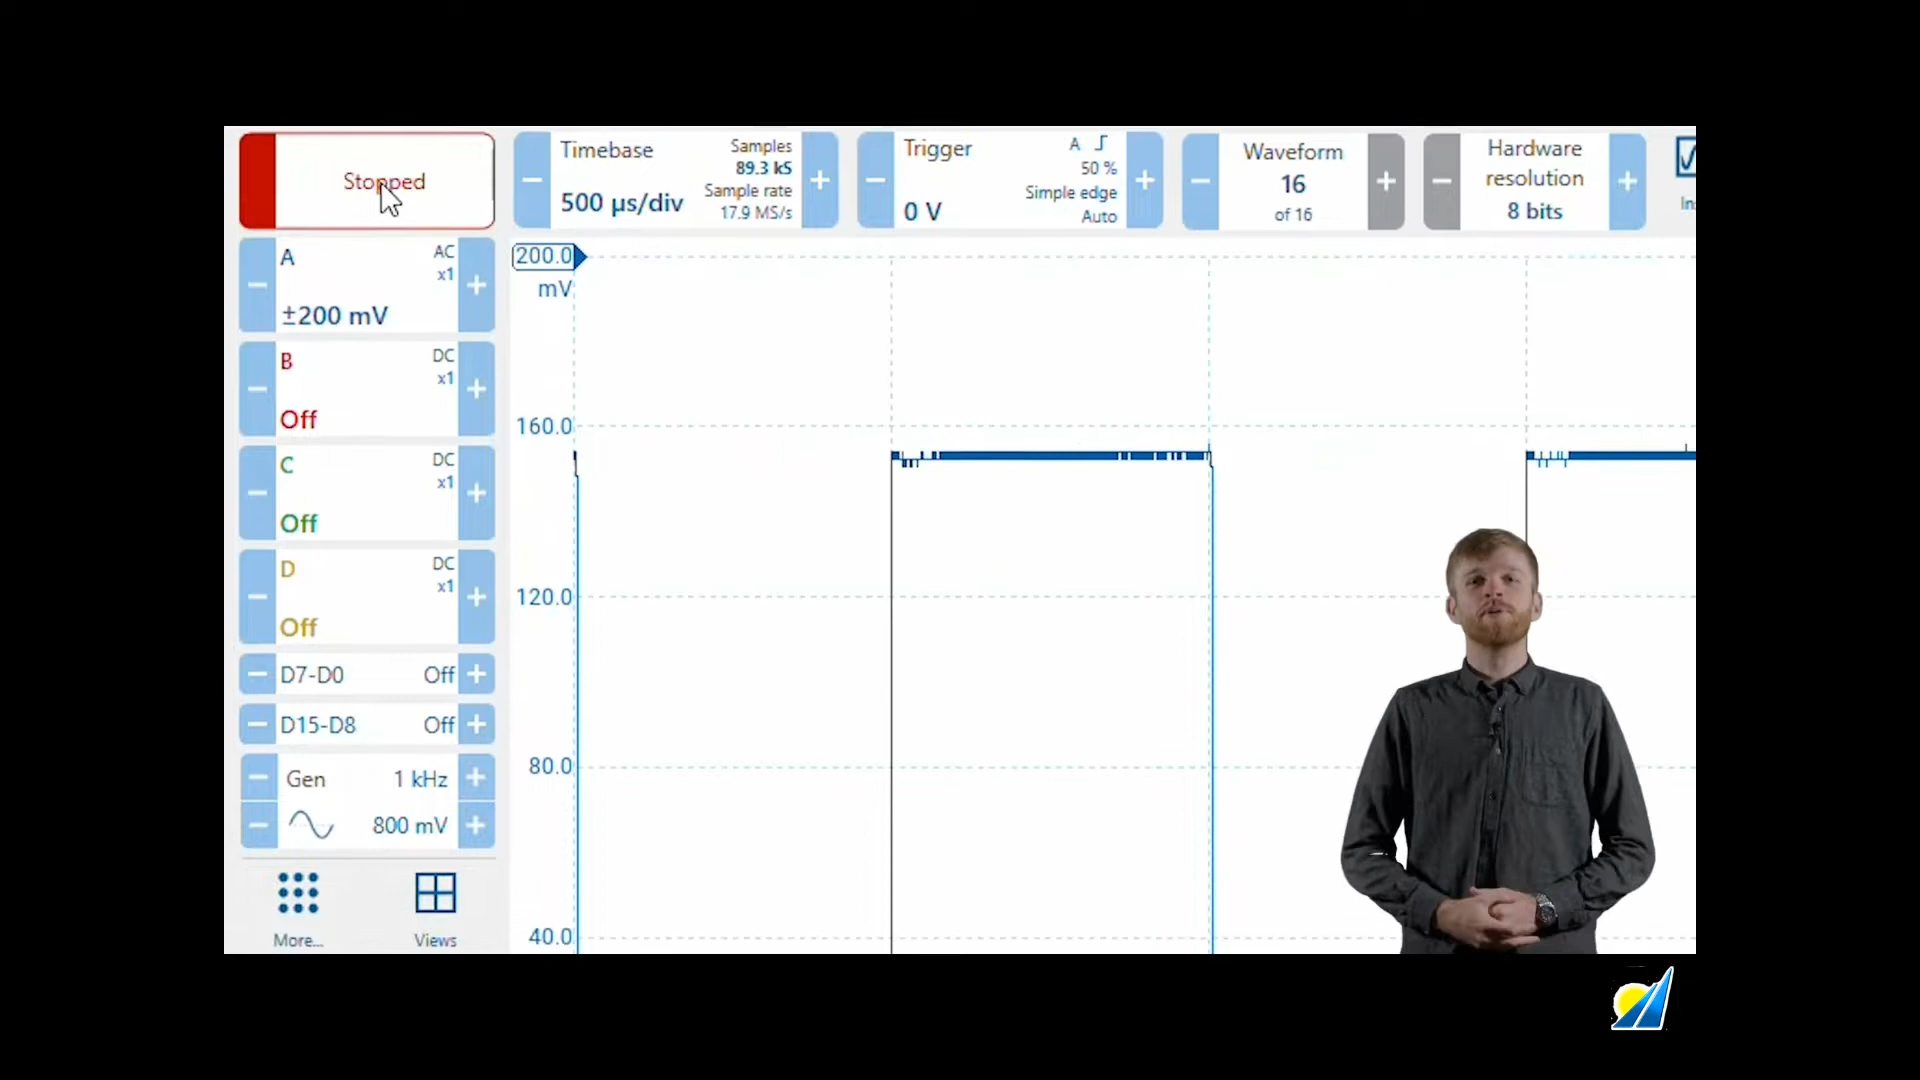 Stopped
Timebase
500 µs/div
Samples
89.3 kS
Sample rate
17.9 MS/s
Trigger
0 V
A
50 %
Simple edge
Auto
Waveform
16
of 16
Hardware
resolution
8 bits
A
AC
x1
±200 mV
B
DC
x1
Off
C
DC
x1
Off
D
DC
x1
Off
D7-D0 Off
D15-D8 Off
Gen 1 kHz
800 mV
More...
Views
200.0
mV
160.0
120.0
80.0
40.0